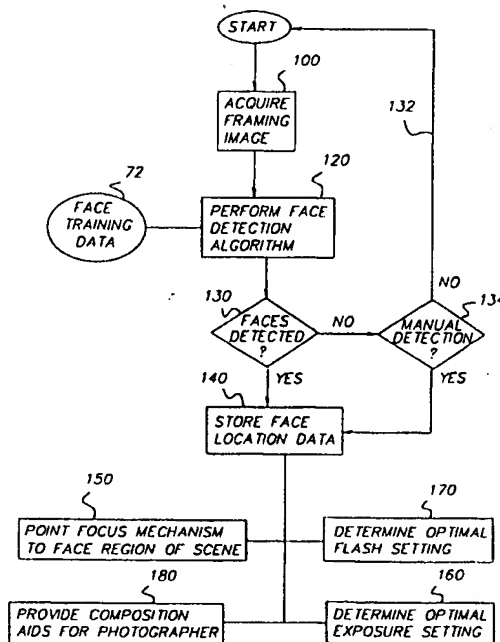 START
100
ACQUIRE
FRAMING
IMAGE
132
72
FACE
TRAINING
DATA
120
PERFORM FACE
DETECTION
ALGORITHM
NO
130
FACES
DETECTED
?
NO
134
MANUAL
DETECTION
?
140
YES
YES
STORE FACE
LOCATION DATA
150
POINT FOCUS MECHANISM
TO FACE REGION OF SCENE
170
DETERMINE OPTIMAL
FLASH SETTING
180
PROVIDE COMPOSITION
AIDS FOR PHOTOGRAPHER
160
DETERMINE OPTIMAL
EXPOSURE SETTING